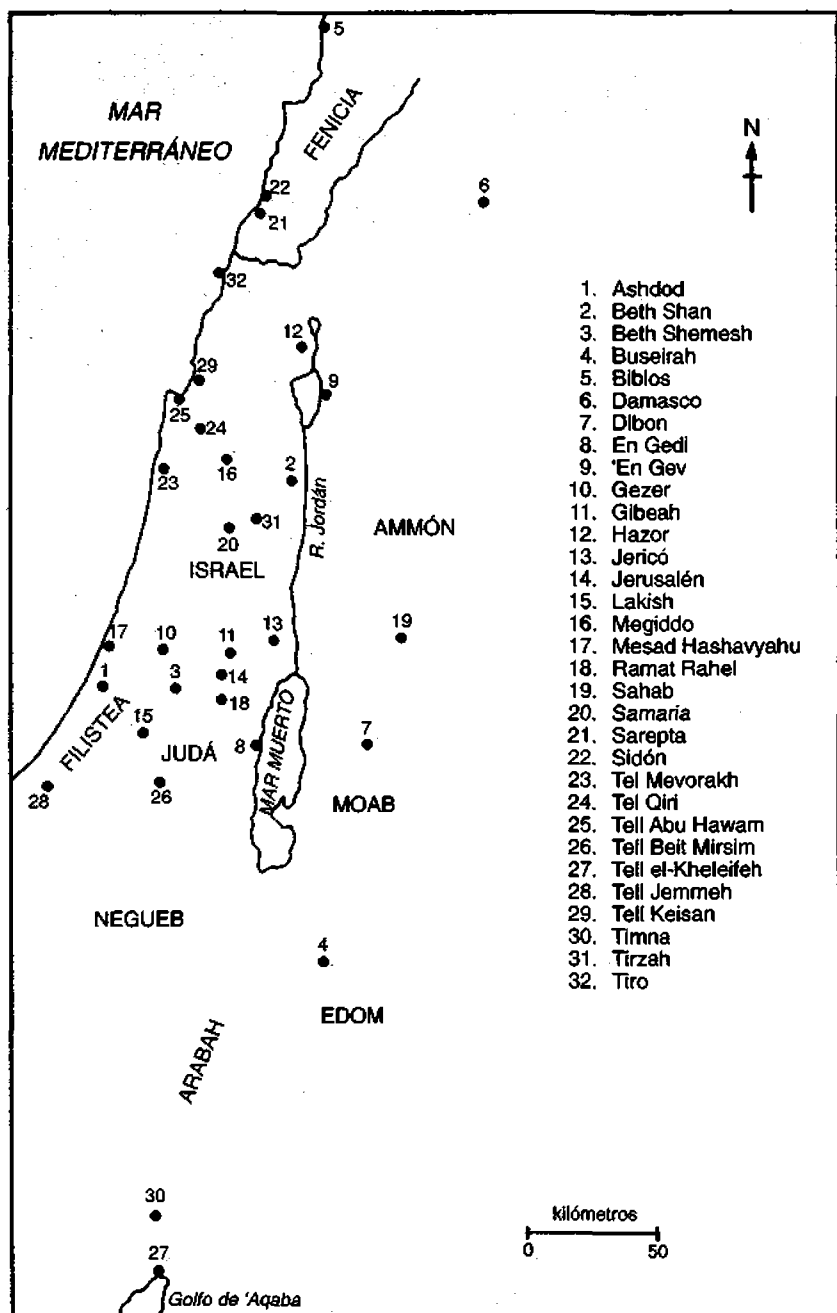 5
MAR
MEDITERRÁNEO
FENICIA
N
22
6
21
32
12
29
9
25
24
16
2
23
31
R. Jordán
AMMÓN
20
ISRAEL
17
10
11
13
19
1
3
14
18
FILISTEA
15
JUDÁ
8
MAR MUERTO
7
28
26
MOAB
NEGUEB
4
EDOM
ARABAH
30
27
Golfo de 'Aqaba
1. Ashdod
2. Beth Shan
3. Beth Shemesh
4. Buseirah
5. Biblos
6. Damasco
7. Dibon
8. En Gedi
9. 'En Gev
10. Gezer
11. Gibeah
12. Hazor
13. Jericó
14. Jerusalén
15. Lakish
16. Megiddo
17. Mesad Hashavyahu
18. Ramat Rahel
19. Sahab
20. Samaria
21. Sarepta
22. Sidón
23. Tel Mevorakh
24. Tel Qiri
25. Tell Abu Hawam
26. Tell Beit Mirsim
27. Tell el-Kheleifeh
28. Tell Jemmeh
29. Tell Keisan
30. Timna
31. Tirzah
32. Tiro
kilómetros
0 50